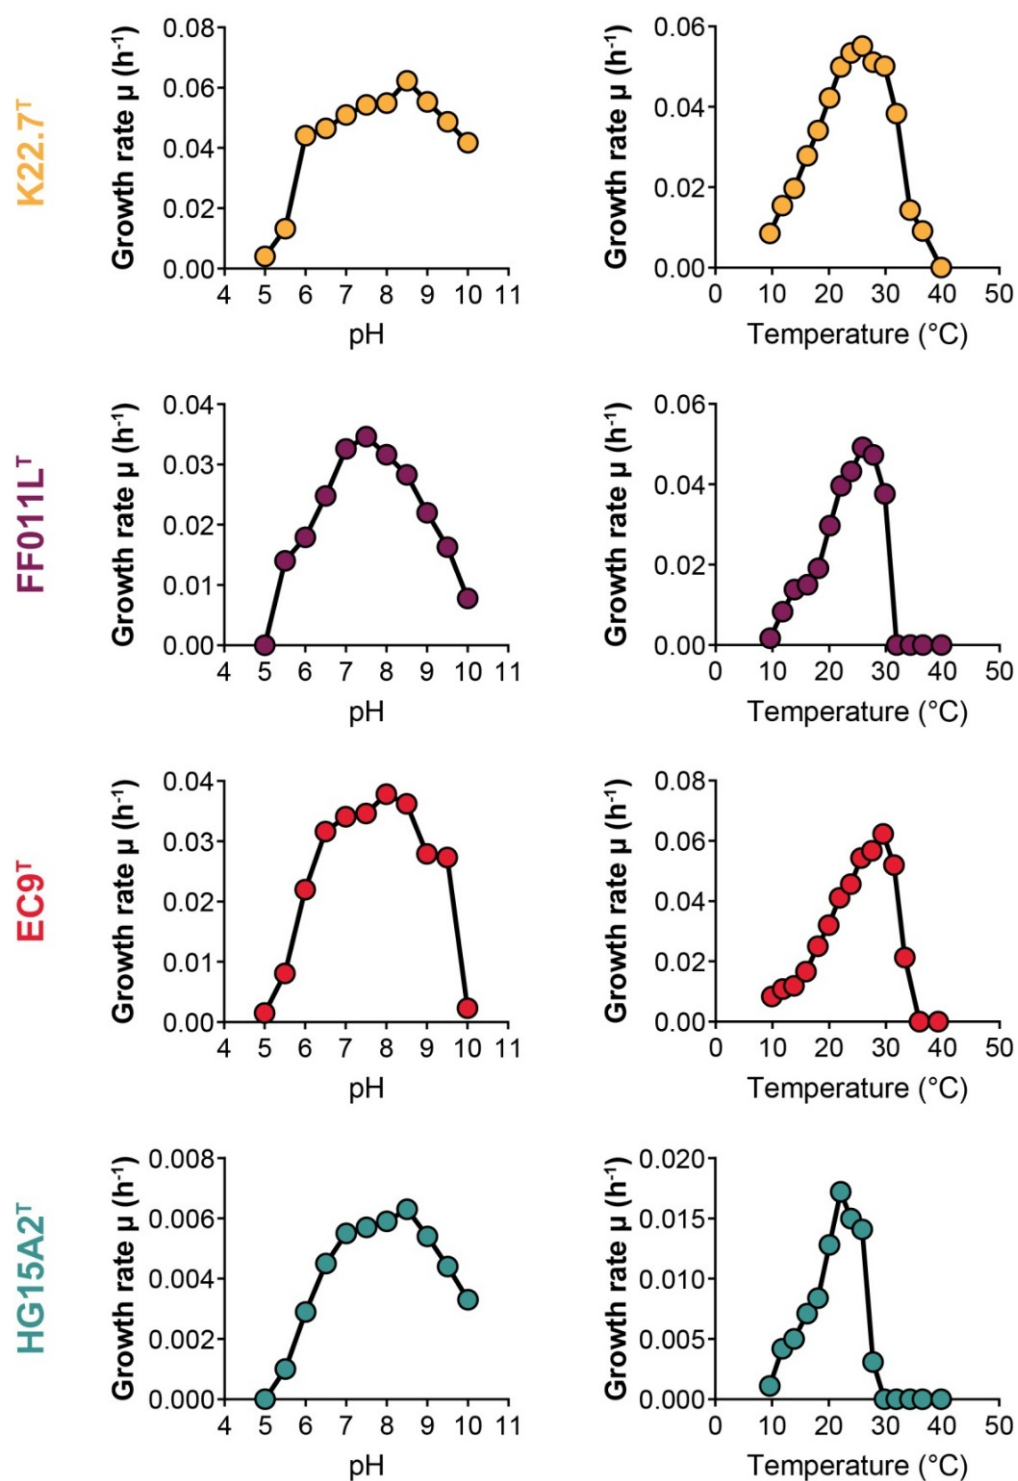 K22.7ᵀ
Growth rate µ (h⁻¹)
0.08
0.06
0.04
0.02
0.00
4 5 6 7 8 9 10 11
pH
Growth rate µ (h⁻¹)
0.06
0.04
0.02
0.00
0 10 20 30 40 50
Temperature (°C)
FF011Lᵀ
Growth rate µ (h⁻¹)
0.04
0.03
0.02
0.01
0.00
4 5 6 7 8 9 10 11
pH
Growth rate µ (h⁻¹)
0.06
0.04
0.02
0.00
0 10 20 30 40 50
Temperature (°C)
EC9ᵀ
Growth rate µ (h⁻¹)
0.04
0.03
0.02
0.01
0.00
4 5 6 7 8 9 10 11
pH
Growth rate µ (h⁻¹)
0.08
0.06
0.04
0.02
0.00
0 10 20 30 40 50
Temperature (°C)
HG15A2ᵀ
Growth rate µ (h⁻¹)
0.008
0.006
0.004
0.002
0.000
4 5 6 7 8 9 10 11
pH
Growth rate µ (h⁻¹)
0.020
0.015
0.010
0.005
0.000
0 10 20 30 40 50
Temperature (°C)